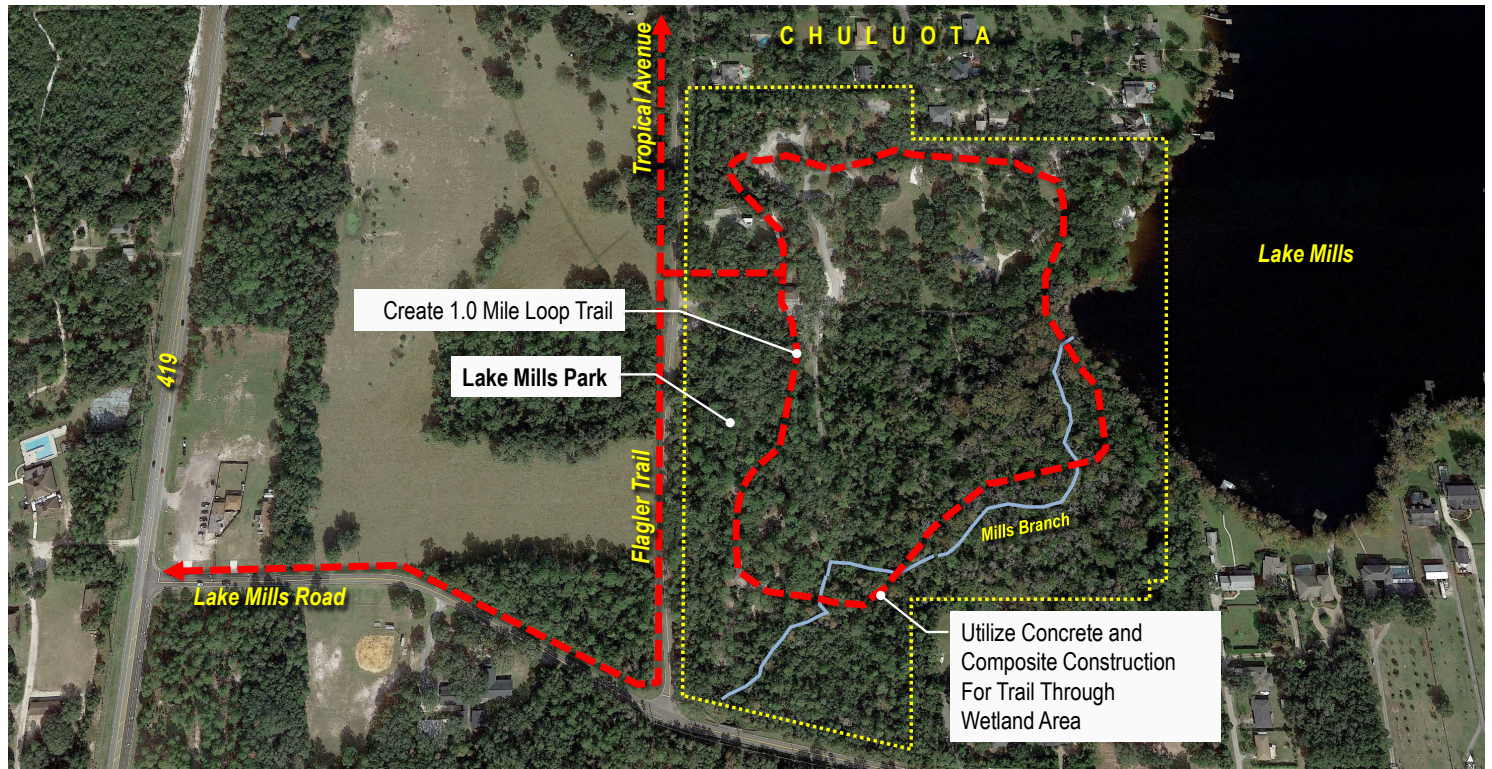 CHULUOTA
Tropical Avenue
Lake Mills
Create 1.0 Mile Loop Trail
419
Lake Mills Park
Flagler Trail
Mills Branch
Lake Mills Road
Utilize Concrete and
Composite Construction
For Trail Through
Wetland Area